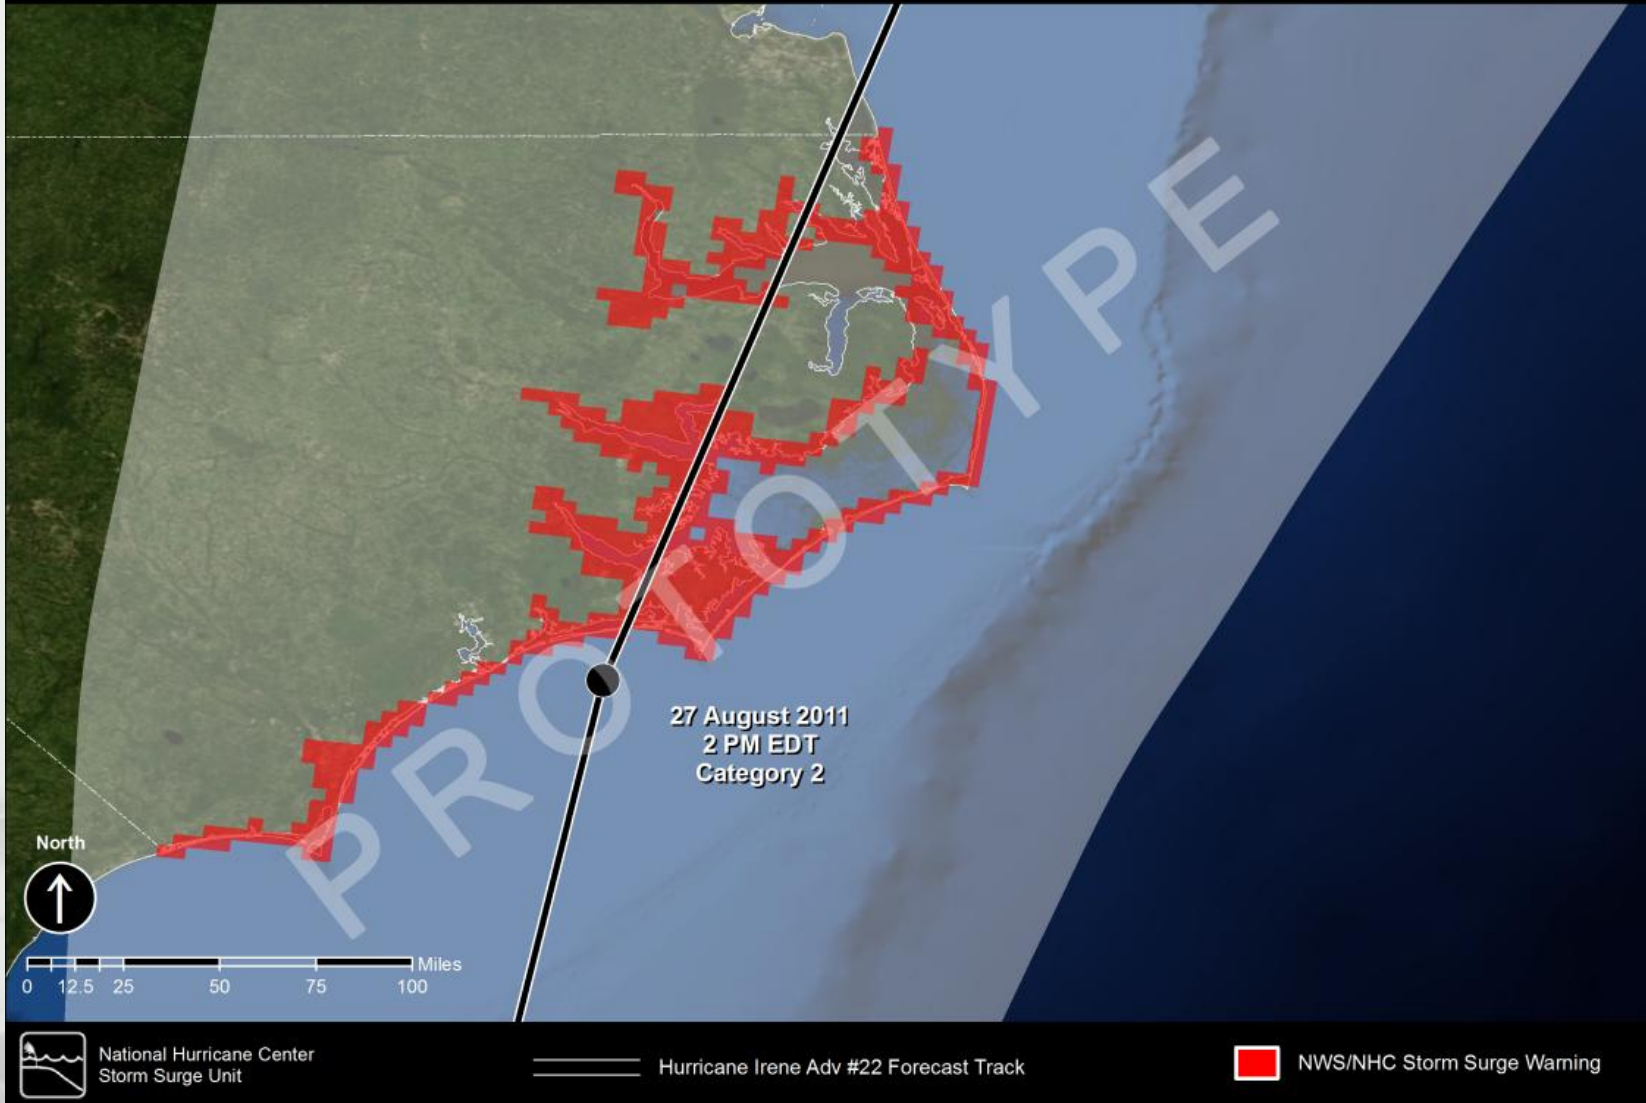 PROTOTYPE
27 August 2011
2 PM EDT
Category 2
North
Miles
0 12.5 25 50 75 100
National Hurricane Center
Storm Surge Unit
Hurricane Irene Adv #22 Forecast Track
NWS/NHC Storm Surge Warning